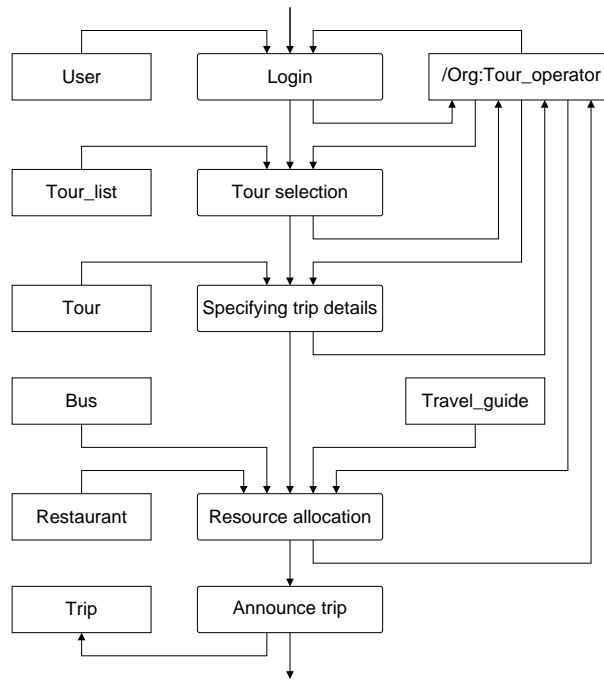 User
Login
/Org:Tour_operator
Tour_list
Tour selection
Tour
Specifying trip details
Bus
Travel_guide
Restaurant
Resource allocation
Trip
Announce trip